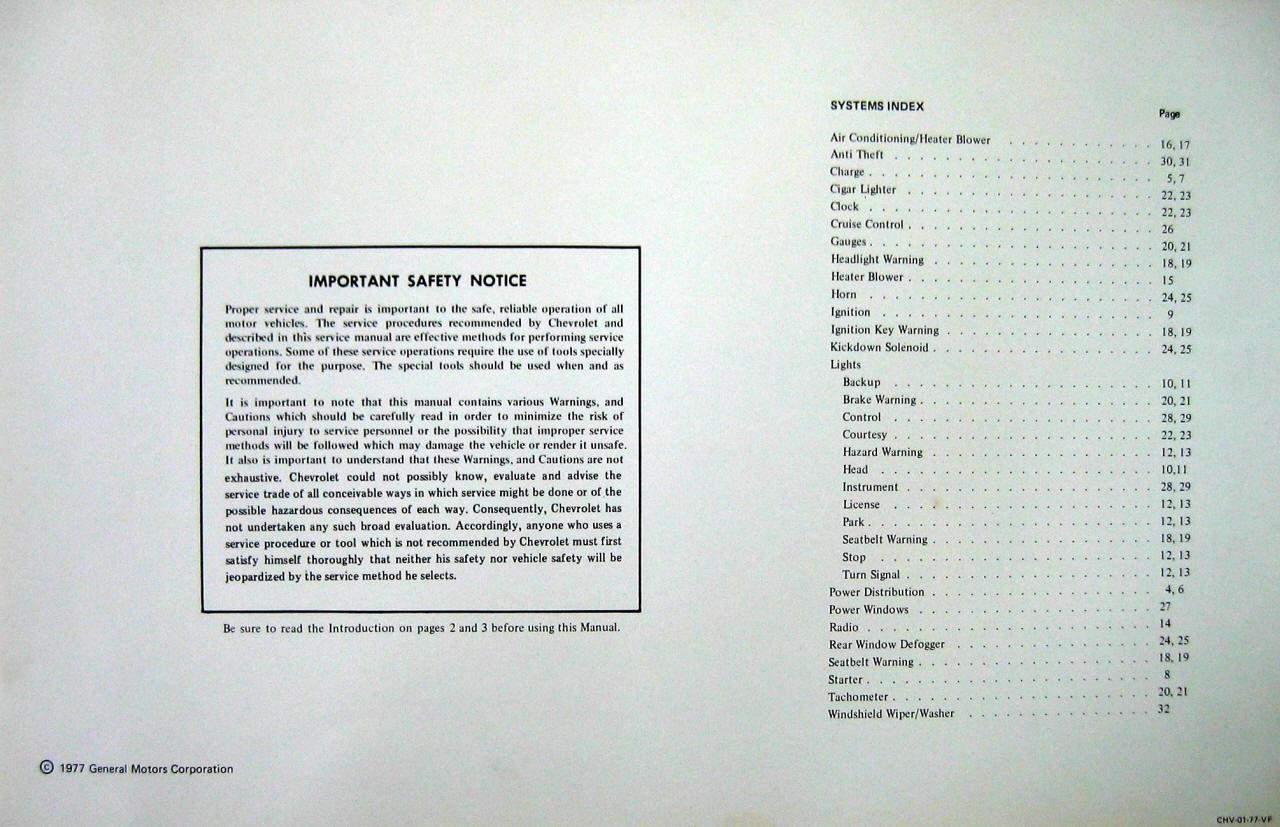 IMPORTANT SAFETY NOTICE
Proper service and repair is important to the safe, reliable operation of all
motor vehicles. The service procedures recommended by Chevrolet and
described in this service manual are effective methods for performing service
operations. Some of these service operations require the use of tools specially
designed for the purpose. The special tools should be used when and as
recommended.
It is important to note that this manual contains various Warnings, and
Cautions which should be carefully read in order to minimize the risk of
personal injury to service personnel or the possibility that improper service
methods will be followed which may damage the vehicle or render it unsafe.
It also is important to understand that these Warnings, and Cautions are not
exhaustive. Chevrolet could not possibly know, evaluate and advise the
service trade of all conceivable ways in which service might be done or of the
possible hazardous consequences of each way. Consequently, Chevrolet has
not undertaken any such broad evaluation. Accordingly, anyone who uses a
service procedure or tool which is not recommended by Chevrolet must first
satisfy himself thoroughly that neither his safety nor vehicle safety will be
jeopardized by the service method he selects.
Be sure to read the Introduction on pages 2 and 3 before using this Manual.
© 1977 General Motors Corporation
SYSTEMS INDEX
Page
Air Conditioning/Heater Blower . . . . . . . . . . . 16, 17
Anti Theft . . . . . . . . . . . . . . . . . . . 30, 31
Charge . . . . . . . . . . . . . . . . . . . . . 5, 7
Cigar Lighter . . . . . . . . . . . . . . . . . . 22, 23
Clock . . . . . . . . . . . . . . . . . . . . . 22, 23
Cruise Control . . . . . . . . . . . . . . . . . . 26
Gauges . . . . . . . . . . . . . . . . . . . . . 20, 21
Headlight Warning . . . . . . . . . . . . . . . . 18, 19
Heater Blower . . . . . . . . . . . . . . . . . . 15
Horn . . . . . . . . . . . . . . . . . . . . . 24, 25
Ignition . . . . . . . . . . . . . . . . . . . . 9
Ignition Key Warning . . . . . . . . . . . . . . . 18, 19
Kickdown Solenoid . . . . . . . . . . . . . . . . 24, 25
Lights
Backup . . . . . . . . . . . . . . . . . . . 10, 11
Brake Warning . . . . . . . . . . . . . . . . . 20, 21
Control . . . . . . . . . . . . . . . . . . . 28, 29
Courtesy . . . . . . . . . . . . . . . . . . . 22, 23
Hazard Warning . . . . . . . . . . . . . . . . 12, 13
Head . . . . . . . . . . . . . . . . . . . . 10,11
Instrument . . . . . . . . . . . . . . . . . . 28, 29
License . . . . . . . . . . . . . . . . . . . 12, 13
Park . . . . . . . . . . . . . . . . . . . . . 12, 13
Seatbelt Warning . . . . . . . . . . . . . . . . 18, 19
Stop . . . . . . . . . . . . . . . . . . . . 12, 13
Turn Signal . . . . . . . . . . . . . . . . . . 12, 13
Power Distribution . . . . . . . . . . . . . . . . 4, 6
Power Windows . . . . . . . . . . . . . . . . . 27
Radio . . . . . . . . . . . . . . . . . . . . . 14
Rear Window Defogger . . . . . . . . . . . . . . 24, 25
Seatbelt Warning . . . . . . . . . . . . . . . . . 18, 19
Starter . . . . . . . . . . . . . . . . . . . . . 8
Tachometer . . . . . . . . . . . . . . . . . . . 20, 21
Windshield Wiper/Washer . . . . . . . . . . . . . 32
CHV-01-77-VF